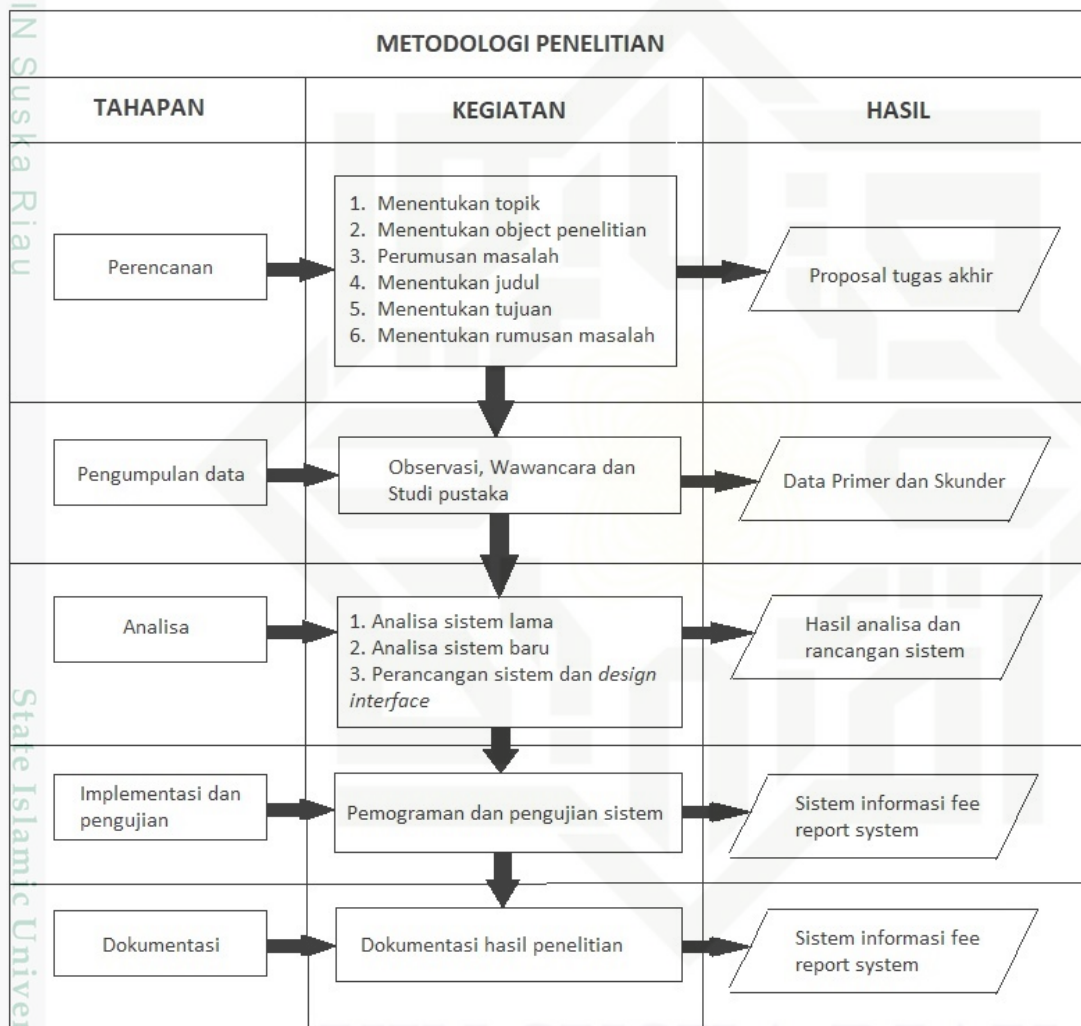 METODOLOGI PENELITIAN
TAHAPAN
KEGIATAN
HASIL
Perencanan
1. Menentukan topik
2. Menentukan object penelitian
3. Perumusan masalah
4. Menentukan judul
5. Menentukan tujuan
6. Menentukan rumusan masalah
Proposal tugas akhir
Pengumpulan data
Observasi, Wawancara dan
Studi pustaka
Data Primer dan Skunder
Analisa
1. Analisa sistem lama
2. Analisa sistem baru
3. Perancangan sistem dan design
interface
Hasil analisa dan
rancangan sistem
Implementasi dan
pengujian
Pemograman dan pengujian sistem
Sistem informasi fee
report system
Dokumentasi
Dokumentasi hasil penelitian
Sistem informasi fee
report system
IN Suska Riau
State Islamic Univer